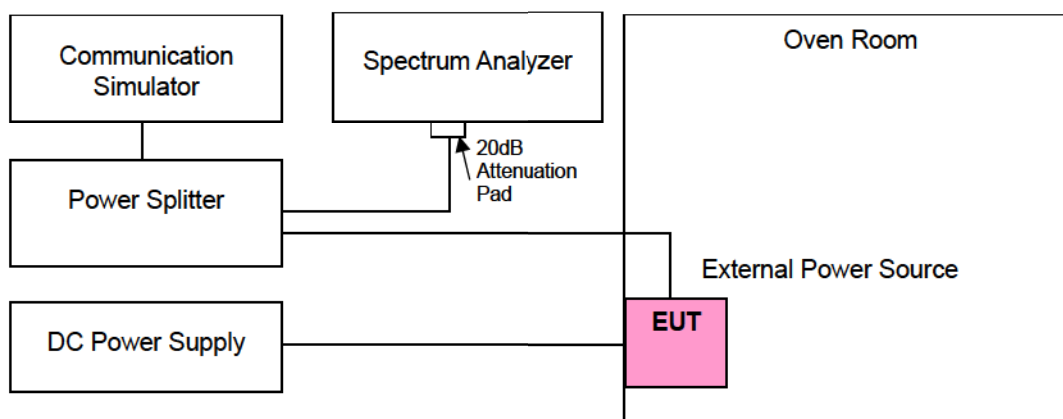 Communication
Simulator
Spectrum Analyzer
Oven Room
20dB
Attenuation
Pad
Power Splitter
External Power Source
EUT
DC Power Supply